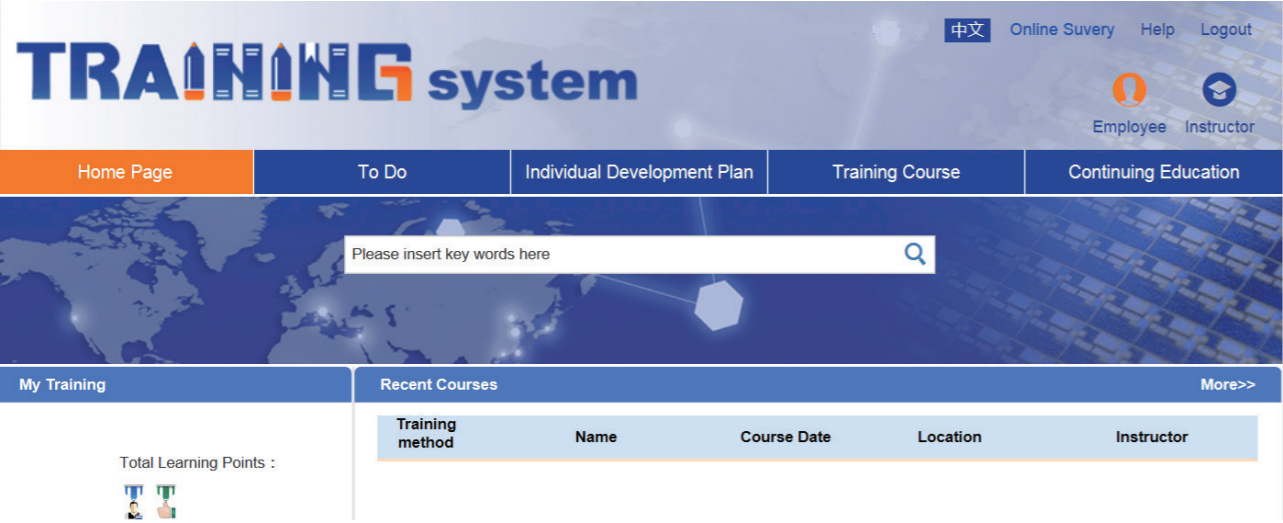 TRAINING system
中文 Online Suvery Help Logout
Employee Instructor
Home Page To Do Individual Development Plan Training Course Continuing Education
Please insert key words here
My Training
Recent Courses More>>
Training method Name Course Date Location Instructor
Total Learning Points :